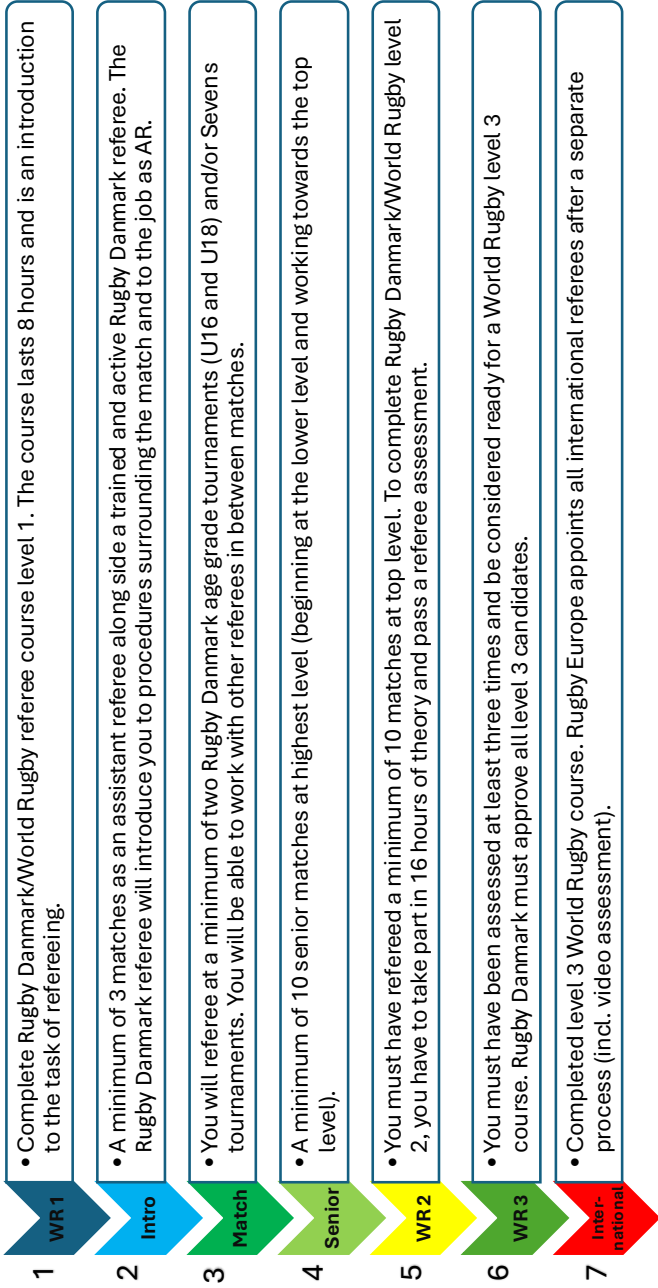 1
WR1
• Complete Rugby Danmark/World Rugby referee course level 1. The course lasts 8 hours and is an introduction
to the task of refereeing.
2
Intro
• A minimum of 3 matches as an assistant referee along side a trained and active Rugby Danmark referee. The
Rugby Danmark referee will introduce you to procedures surrounding the match and to the job as AR.
3
Match
• You will referee at a minimum of two Rugby Danmark age grade tournaments (U16 and U18) and/or Sevens
tournaments. You will be able to work with other referees in between matches.
4
Senior
• A minimum of 10 senior matches at highest level (beginning at the lower level and working towards the top
level).
5
WR2
• You must have refereed a minimum of 10 matches at top level. To complete Rugby Danmark/World Rugby level
2, you have to take part in 16 hours of theory and pass a referee assessment.
6
WR3
• You must have been assessed at least three times and be considered ready for a World Rugby level 3
course. Rugby Danmark must approve all level 3 candidates.
7
Inter-
national
• Completed level 3 World Rugby course. Rugby Europe appoints all international referees after a separate
process (incl. video assessment).